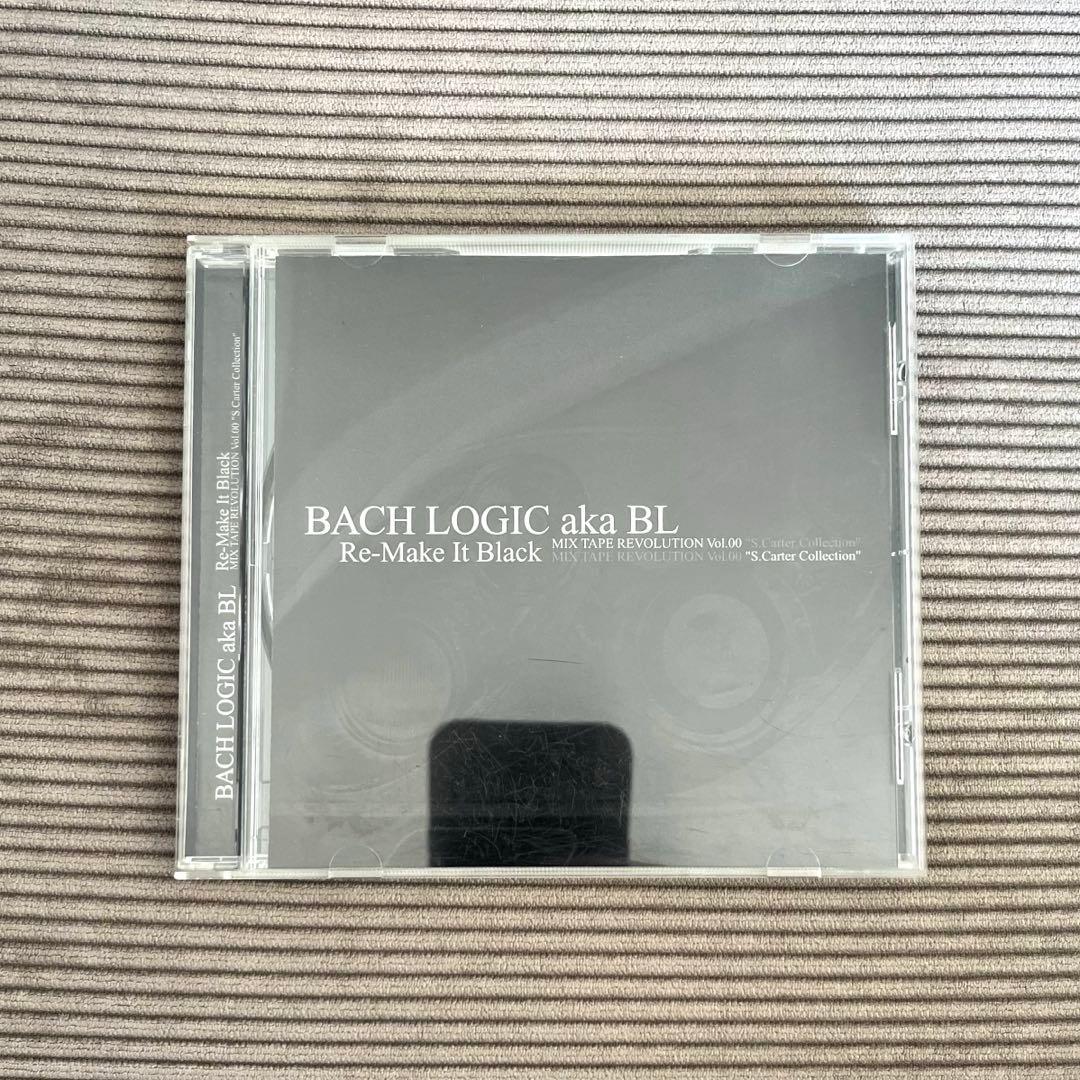 BACH LOGIC aka BL
Re-Make It Black
MIX TAPE REVOLUTION Vol.00 "S.Carter Collection"
MIX TAPE REVOLUTION Vol.00 "S.Carter Collection"
BACH LOGIC aka BL
Re-Make It Black
MIX TAPE REVOLUTION Vol.00 "S.Carter Collection"